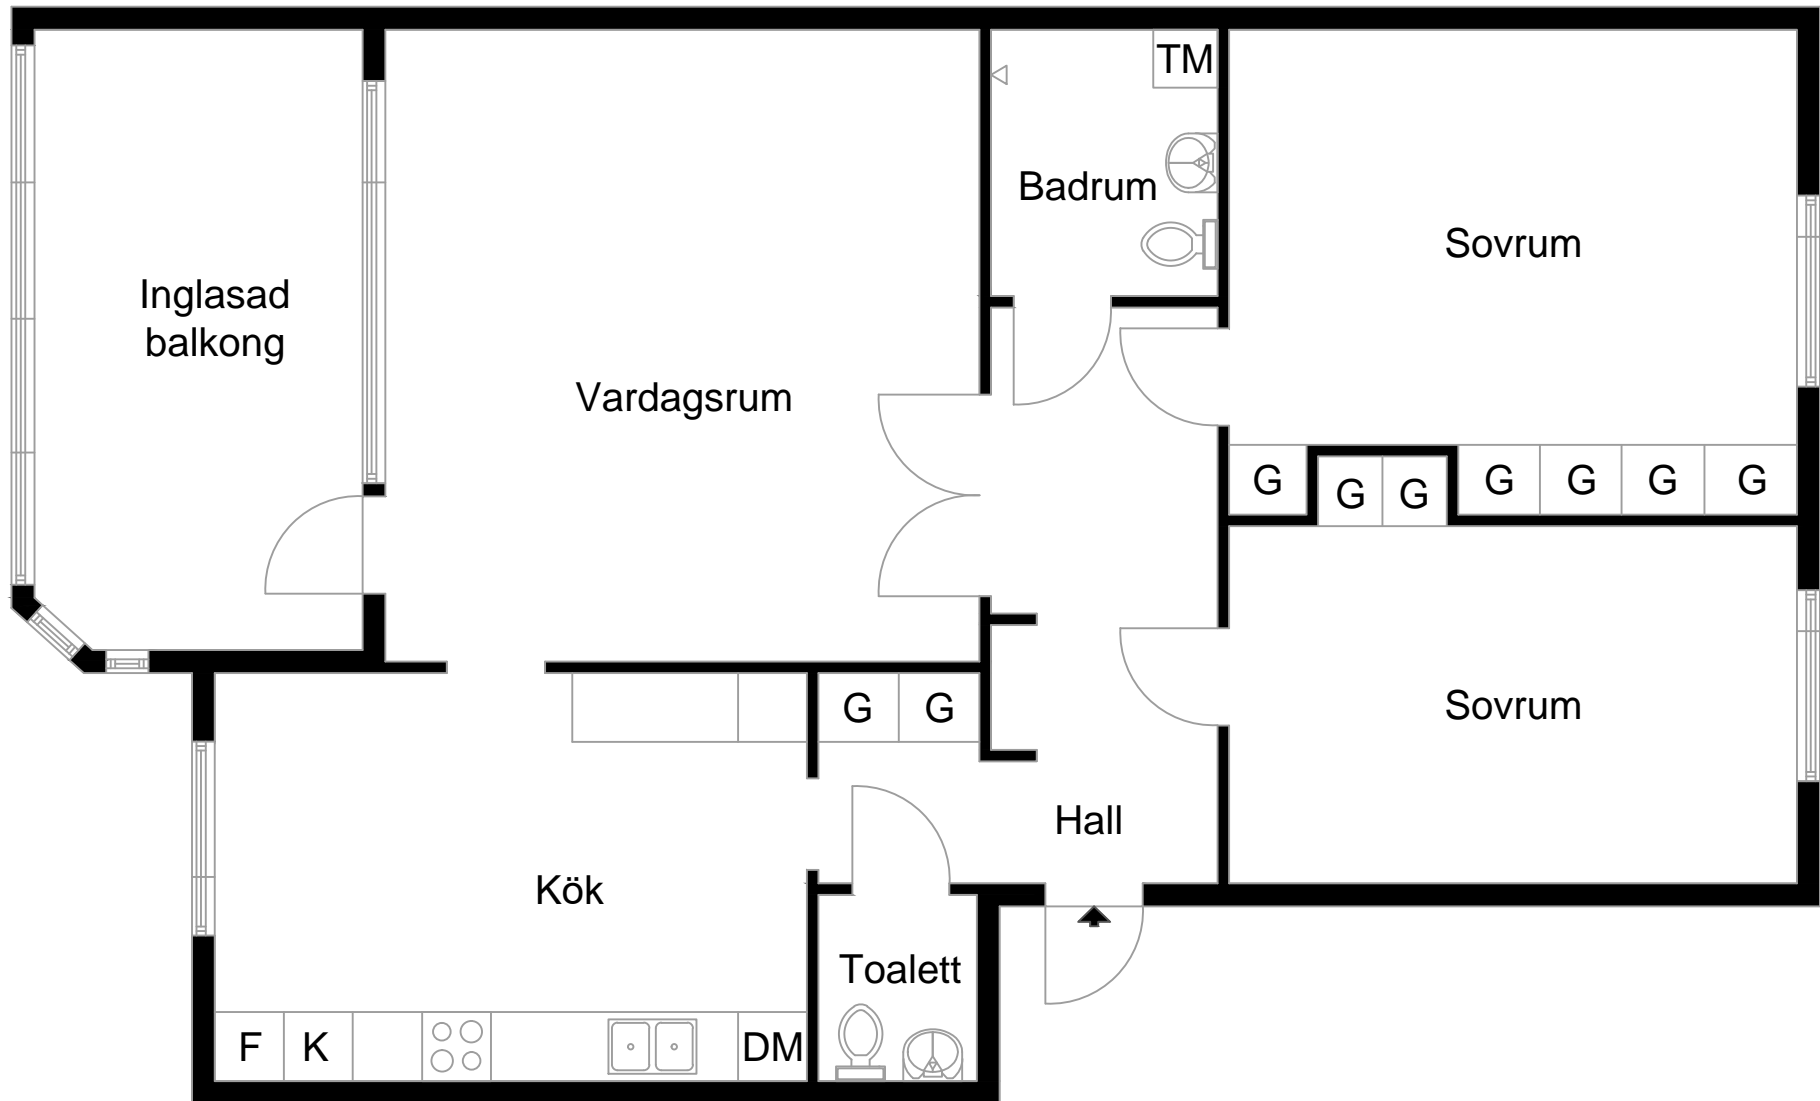 TM
Badrum
Sovrum
Inglasad
balkong
Vardagsrum
G
G
G
G
G
G
G
G
G
Sovrum
Hall
Kök
Toalett
F
K
DM